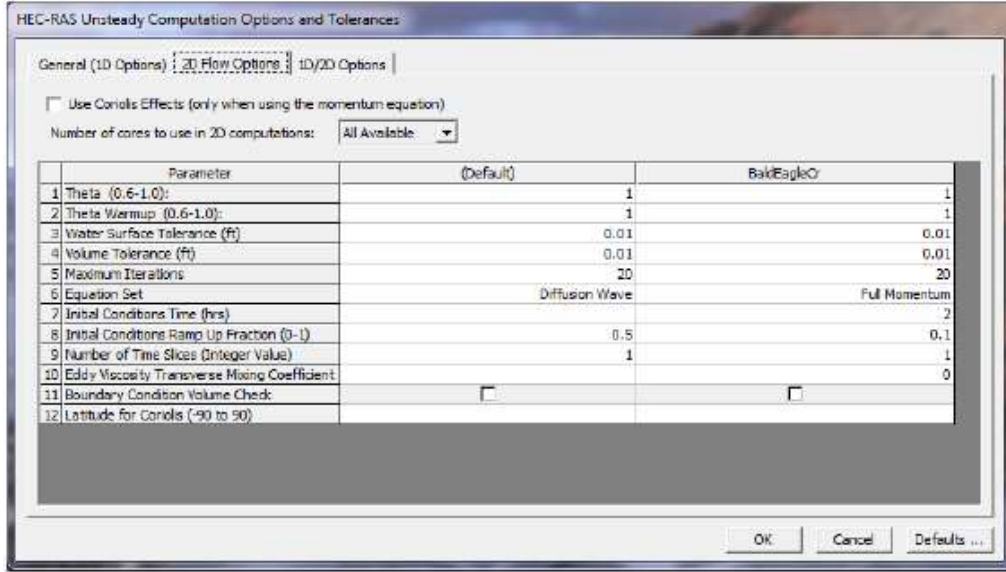 HEC-RAS Unsteady Computation Options and Tolerances
General (1D Options) 2D Flow Options 1D/2D Options
Use Coriolis Effects (only when using the momentum equation)
Number of cores to use in 2D computations: All Available
Parameter (Default) BaldEagleCr
1 Theta (0.6-1.0): 1 1
2 Theta Warmup (0.6-1.0): 1 1
3 Water Surface Tolerance (ft) 0.01 0.01
4 Volume Tolerance (ft) 0.01 0.01
5 Maximum Iterations 20 20
6 Equation Set Diffusion Wave Full Momentum
7 Initial Conditions Time (hrs) 2
8 Initial Conditions Ramp Up Fraction (0-1) 0.5 0.1
9 Number of Time Slices (Integer Value) 1 1
10 Eddy Viscosity Transverse Mixing Coefficient 0
11 Boundary Condition Volume Check
12 Latitude for Coriolis (-90 to 90)
OK Cancel Defaults ...